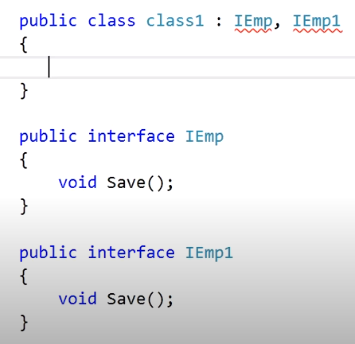 public class class1 : IEmp, IEmp1
{
}
public interface IEmp
{
    void Save();
}
public interface IEmp1
{
    void Save();
}